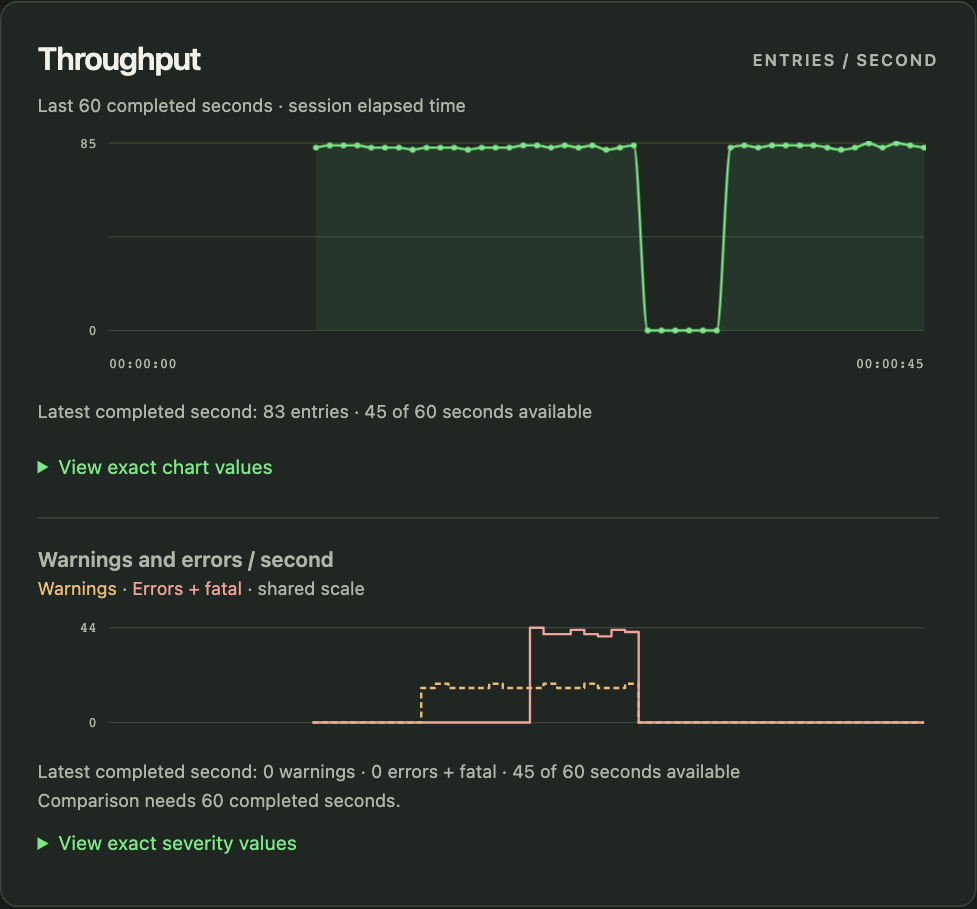 Throughput
ENTRIES / SECOND
Last 60 completed seconds · session elapsed time
85
0
00:00:00
00:00:45
Latest completed second: 83 entries · 45 of 60 seconds available
▶ View exact chart values
Warnings and errors / second
Warnings · Errors + fatal · shared scale
44
0
Latest completed second: 0 warnings · 0 errors + fatal · 45 of 60 seconds available
Comparison needs 60 completed seconds.
▶ View exact severity values